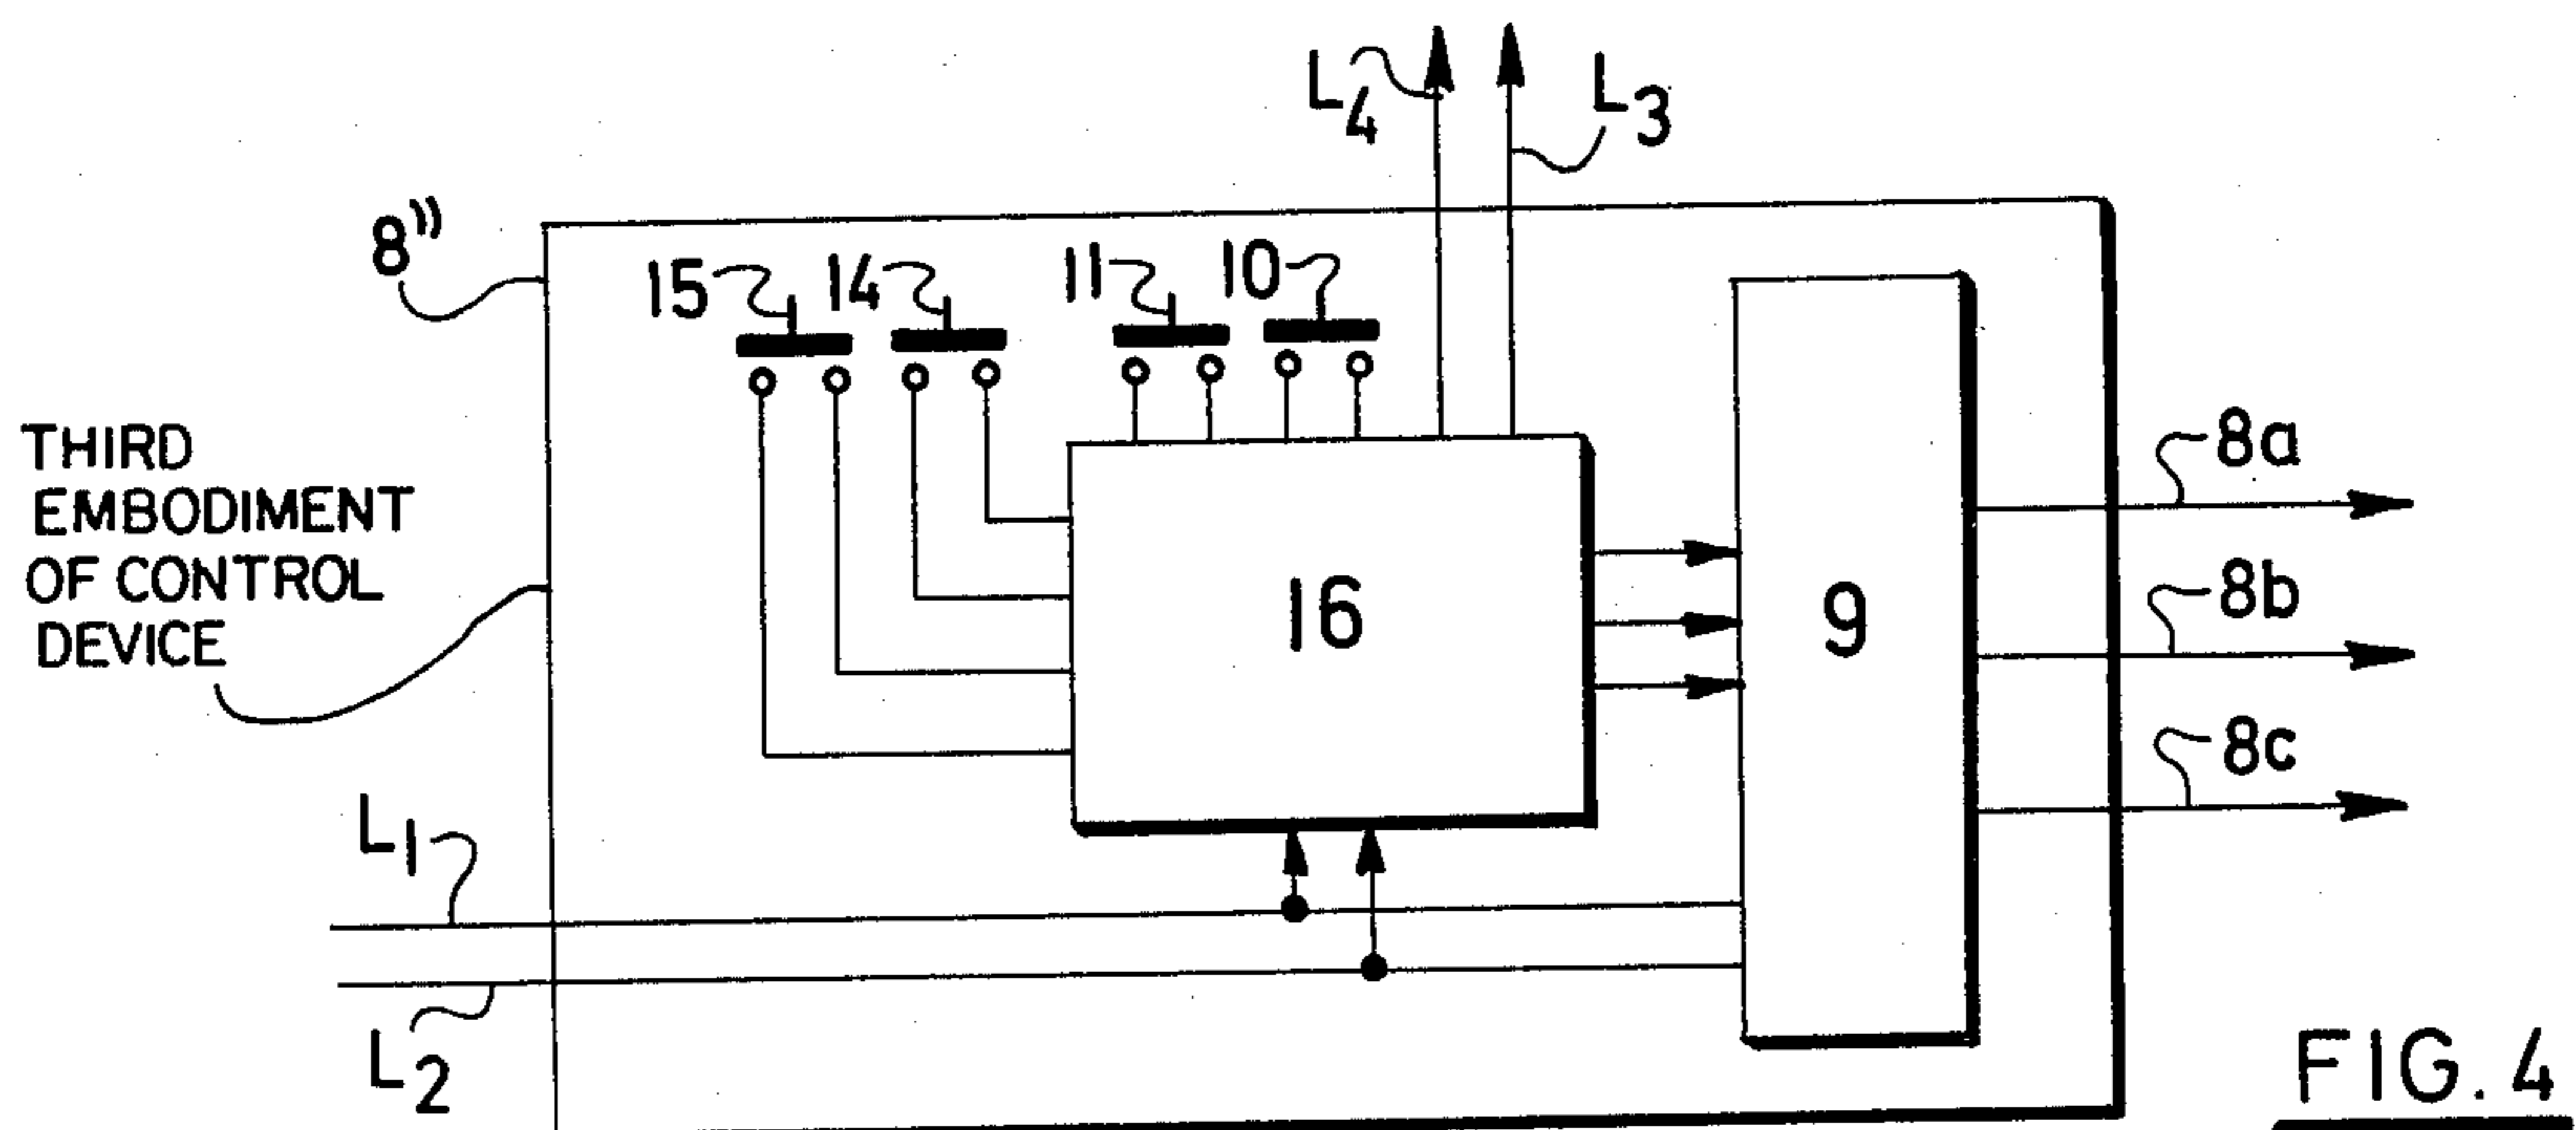 L4
L3
8"
15
14
11
10
THIRD
EMBODIMENT
OF CONTROL
DEVICE
16
9
8a
8b
8c
L1
L2
FIG. 4